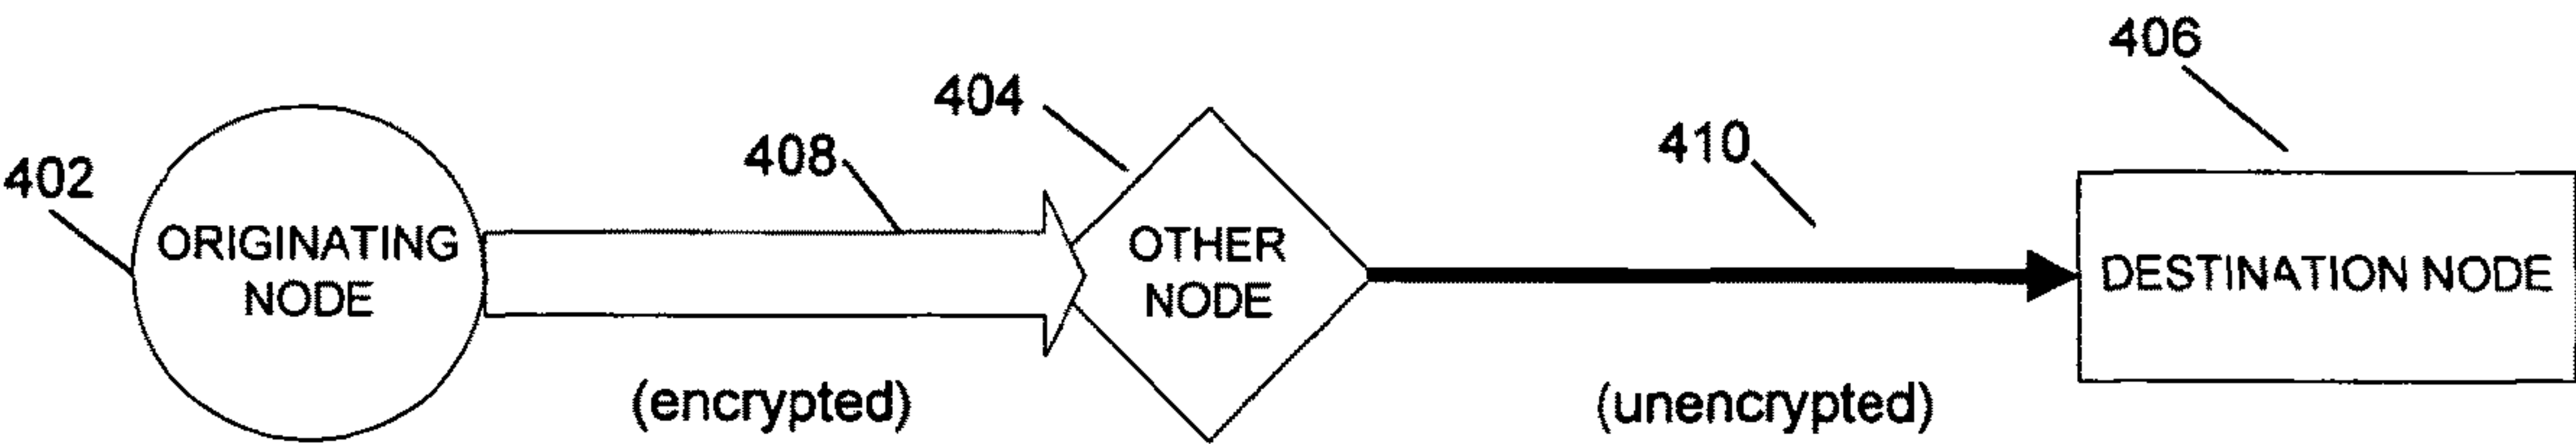 406
404
410
408
402
ORIGINATING
NODE
OTHER
NODE
DESTINATION NODE
(encrypted)
(unencrypted)